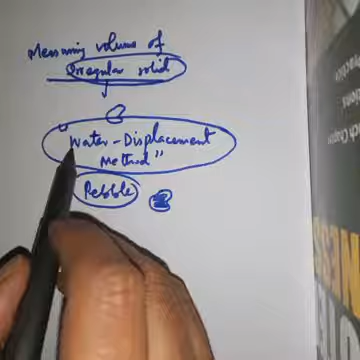 Measuring volume of
irregular solid
"Water-Displacement
Method"
Pebble